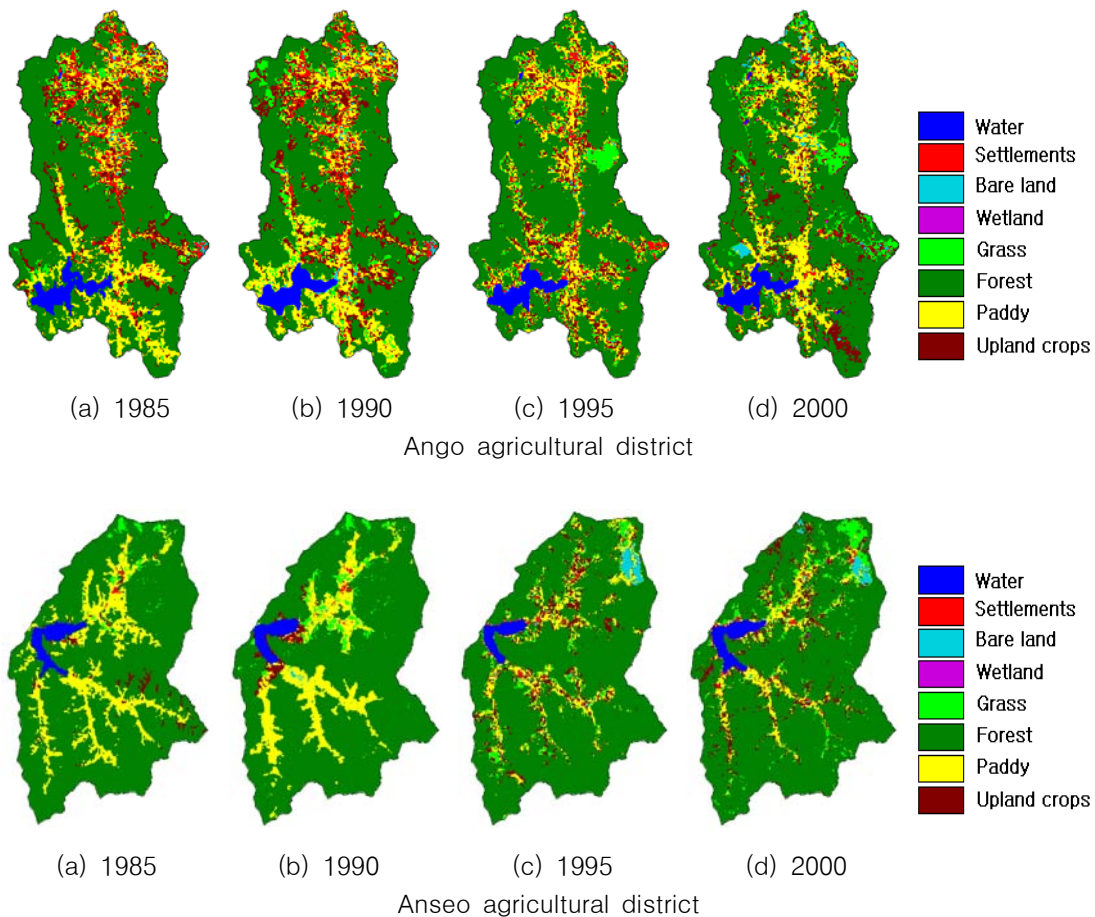 Water
Settlements
Bare land
Wetland
Grass
Forest
Paddy
Upland crops
(a) 1985
(b) 1990
(c) 1995
(d) 2000
Ango agricultural district
Water
Settlements
Bare land
Wetland
Grass
Forest
Paddy
Upland crops
(a) 1985
(b) 1990
(c) 1995
(d) 2000
Anseo agricultural district